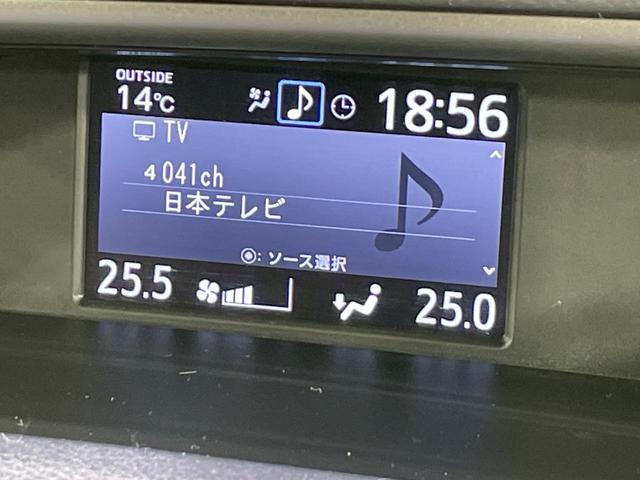 OUTSIDE
14℃ 18:56
TV
4 041ch
日本テレビ
◉: ソース選択
25.5 25.0